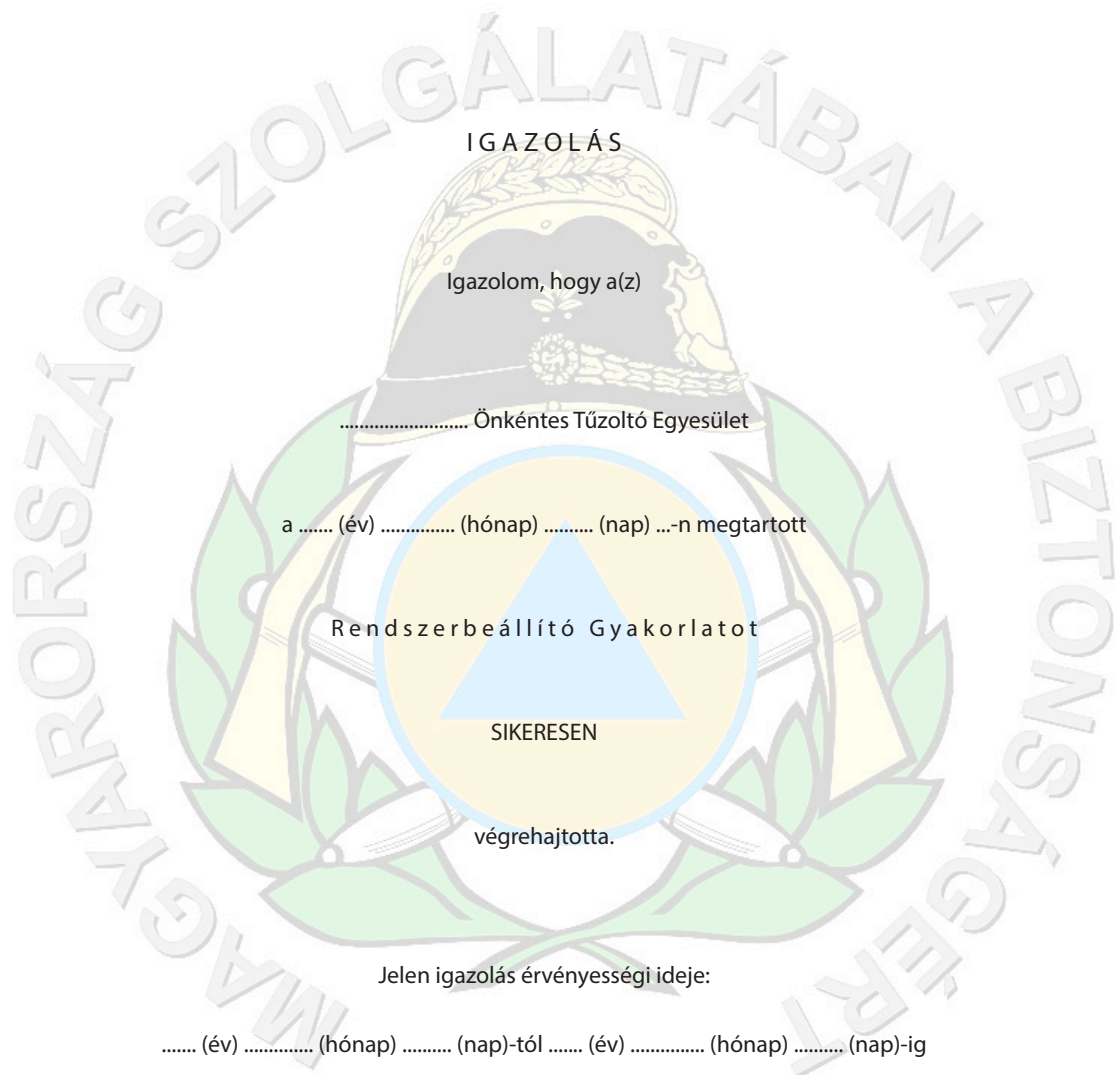 MAGYARORSZÁG SZOLGÁLATÁBAN A BIZTONSÁGÉRT
I G A Z O L Á S
Igazolom, hogy a(z)
.......................... Önkéntes Tűzoltó Egyesület
a ....... (év) ............... (hónap) .......... (nap) ...-n megtartott
R e n d s z e r b e á l l í t ó   G y a k o r l a t o t
SIKERESEN
végrehajtotta.
Jelen igazolás érvényességi ideje:
....... (év) .............. (hónap) .......... (nap)-tól ....... (év) ............... (hónap) .......... (nap)-ig